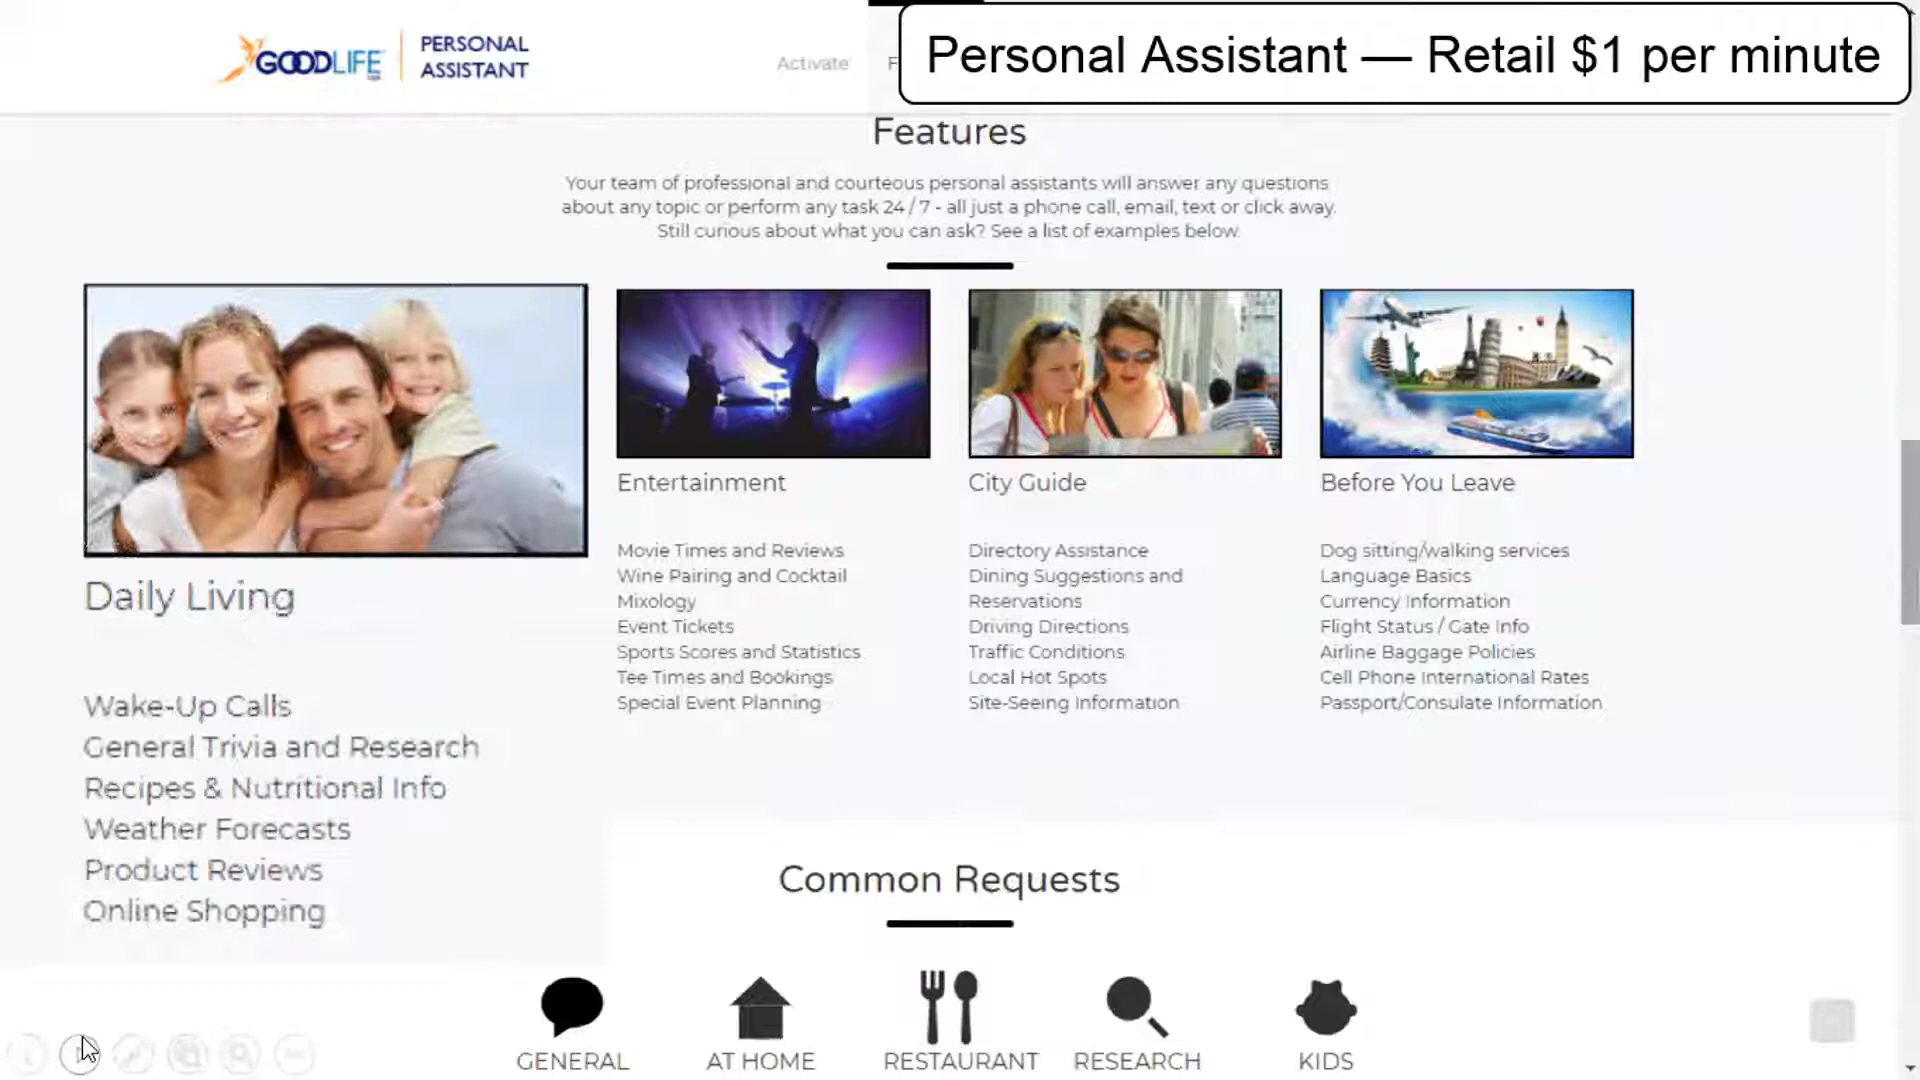 GOODLIFE
PERSONAL
ASSISTANT
Activate
F
Personal Assistant — Retail $1 per minute
Features
Your team of professional and courteous personal assistants will answer any questions
about any topic or perform any task 24 / 7 - all just a phone call, email, text or click away.
Still curious about what you can ask? See a list of examples below.
Daily Living
Wake-Up Calls
General Trivia and Research
Recipes & Nutritional Info
Weather Forecasts
Product Reviews
Online Shopping
Entertainment
Movie Times and Reviews
Wine Pairing and Cocktail
Mixology
Event Tickets
Sports Scores and Statistics
Tee Times and Bookings
Special Event Planning
City Guide
Directory Assistance
Dining Suggestions and
Reservations
Driving Directions
Traffic Conditions
Local Hot Spots
Site-Seeing Information
Before You Leave
Dog sitting/walking services
Language Basics
Currency Information
Flight Status / Gate Info
Airline Baggage Policies
Cell Phone International Rates
Passport/Consulate Information
Common Requests
GENERAL
AT HOME
RESTAURANT
RESEARCH
KIDS